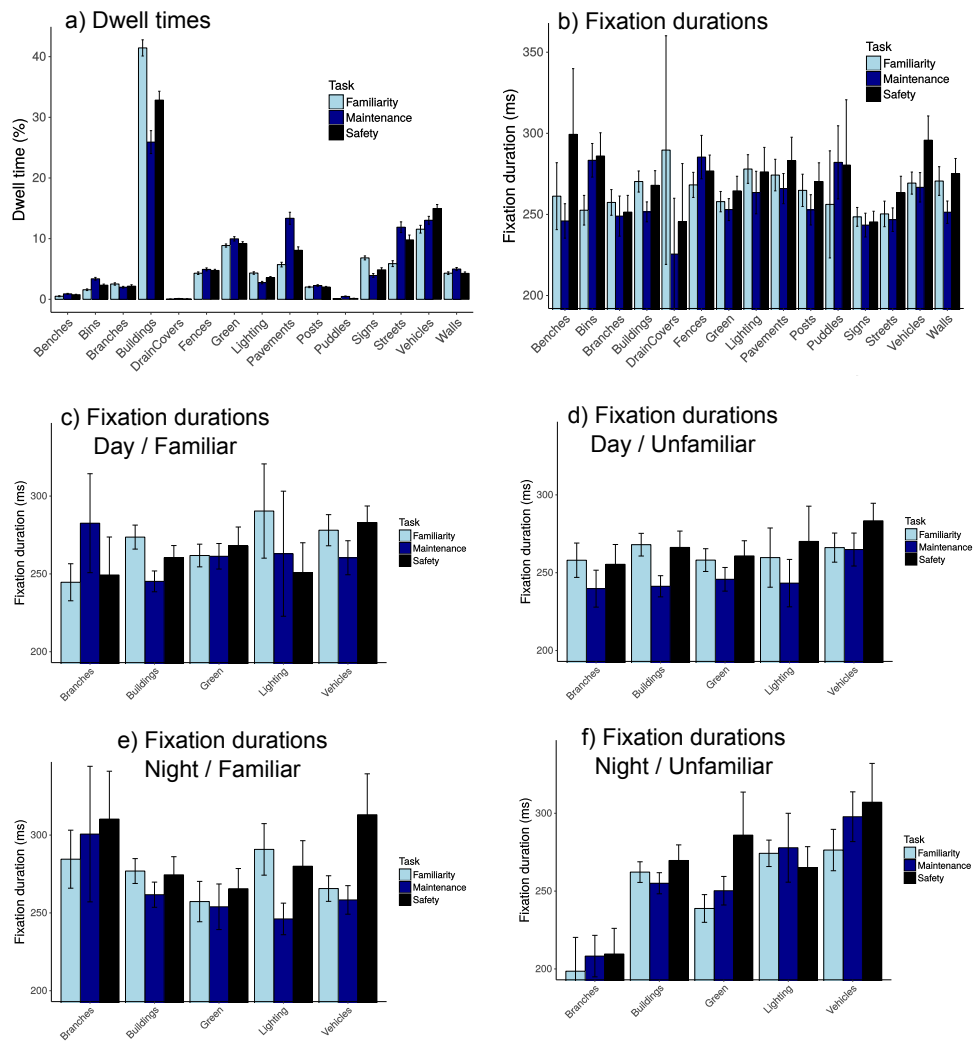 a) Dwell times
Dwell time (%)
40
30
20
10
0
Task
Familiarity
Maintenance
Safety
Benches
Bins
Branches
Buildings
DrainCovers
Fences
Green
Lighting
Pavements
Posts
Puddles
Signs
Streets
Vehicles
Walls
b) Fixation durations
Fixation duration (ms)
350
300
250
200
Task
Familiarity
Maintenance
Safety
Benches
Bins
Branches
Buildings
DrainCovers
Fences
Green
Lighting
Pavements
Posts
Puddles
Signs
Streets
Vehicles
Walls
c) Fixation durations
Day / Familiar
Fixation duration (ms)
300
250
200
Task
Familiarity
Maintenance
Safety
Branches
Buildings
Green
Lighting
Vehicles
d) Fixation durations
Day / Unfamiliar
Fixation duration (ms)
300
250
200
Task
Familiarity
Maintenance
Safety
Branches
Buildings
Green
Lighting
Vehicles
e) Fixation durations
Night / Familiar
Fixation duration (ms)
300
250
200
Task
Familiarity
Maintenance
Safety
Branches
Buildings
Green
Lighting
Vehicles
f) Fixation durations
Night / Unfamiliar
Fixation duration (ms)
300
250
200
Task
Familiarity
Maintenance
Safety
Branches
Buildings
Green
Lighting
Vehicles